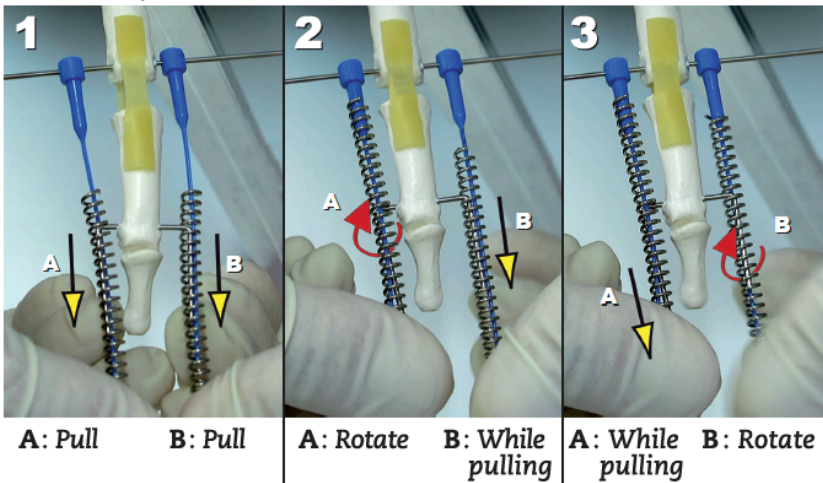 1
A
B
A: Pull
B: Pull
2
A
B
A: Rotate
B: While
pulling
3
A
B
A: While
pulling
B: Rotate